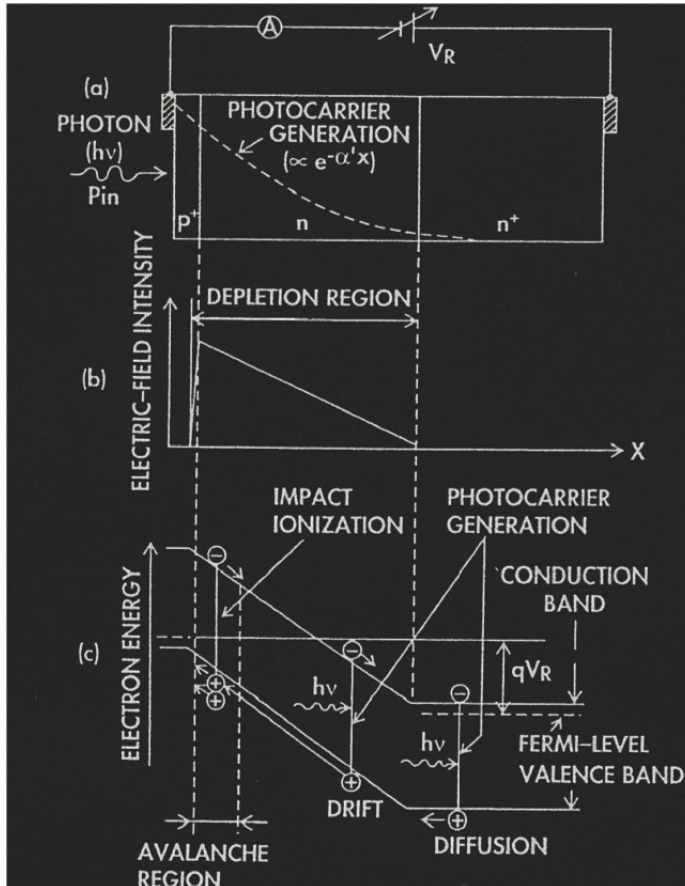 A
VR
(a)
PHOTON
(hν)
Pin
PHOTOCARRIER
GENERATION
(∝ e-α'x)
p+
n
n+
ELECTRIC–FIELD INTENSITY
DEPLETION REGION
(b)
X
IMPACT
IONIZATION
PHOTOCARRIER
GENERATION
ELECTRON ENERGY
(c)
CONDUCTION
BAND
qVR
hν
hν
FERMI–LEVEL
VALENCE BAND
DRIFT
DIFFUSION
AVALANCHE
REGION